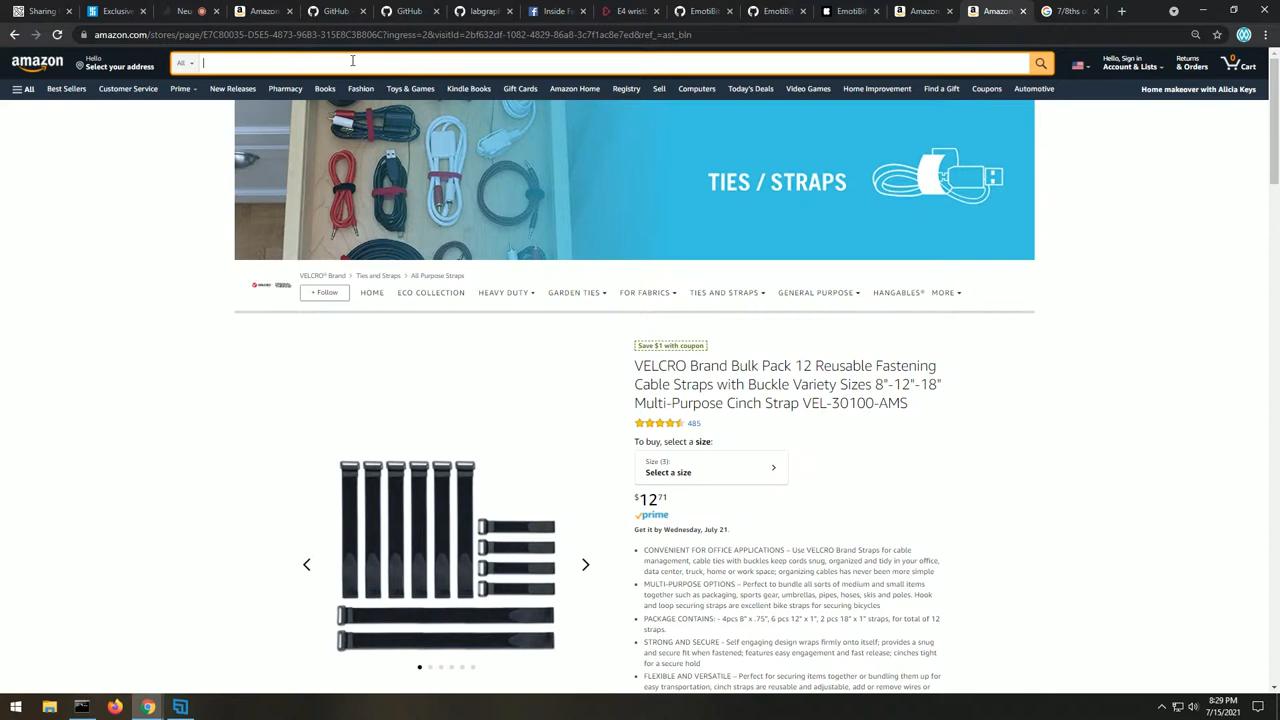 Sharing
Exclusiv
New
Amazon
Legrap
Legrap
Inside F
E4 wrist
Distribut
Distribut
Amatol
Amazon
Amazon
7/8ths o
amazon.com/stores/page/E7C80035-D5E5-4873-96B3-315E8C3B806C?ingress=2&visitId=2bf632df-1082-4829-86a8-3c7f1ac8e7ed&ref_=ast_bln
amazon
Hello
Select your address
All
Hello, Sign in
Account & Lists
Returns
& Orders
0
Cart
All
Best Sellers
Customer Service
Prime
New Releases
Pharmacy
Books
Fashion
Toys & Games
Kindle Books
Gift Cards
Amazon Home
Registry
Sell
Computers
Today's Deals
Video Games
Home Improvement
Find a Gift
Coupons
Automotive
Home makeover with Alicia Keys
TIES / STRAPS
VELCRO® Brand > Ties and Straps > All Purpose Straps
+ Follow
HOME
ECO COLLECTION
HEAVY DUTY
GARDEN TIES
FOR FABRICS
TIES AND STRAPS
GENERAL PURPOSE
HANGABLES®
MORE
Save $1 with coupon
VELCRO Brand Bulk Pack 12 Reusable Fastening
Cable Straps with Buckle Variety Sizes 8"-12"-18"
Multi-Purpose Cinch Strap VEL-30100-AMS
485
To buy, select a size:
Size (3):
Select a size
$12.71
prime
Get it by Wednesday, July 21.
• CONVENIENT FOR OFFICE APPLICATIONS – Use VELCRO Brand Straps for cable
management, cable ties with buckles keep cords snug, organized and tidy in your office,
data center, truck, home or work space; organizing cables has never been more simple
• MULTI-PURPOSE OPTIONS – Perfect to bundle all sorts of medium and small items
together such as packaging, sports gear, umbrellas, pipes, hoses, skis and poles. Hook
and loop securing straps are excellent bike straps for securing bicycles
• PACKAGE CONTAINS: - 4pcs 8" x .75", 6 pcs 12" x 1", 2 pcs 18" x 1" straps, for total of 12
straps.
• STRONG AND SECURE - Self engaging design wraps firmly onto itself; provides a snug
and secure fit when fastened; features easy engagement and fast release; cinches tight
for a secure hold
• FLEXIBLE AND VERSATILE – Perfect for securing items together or bundling them up for
easy transportation, cinch straps are reusable and adjustable, add or remove wires or
8:29 PM
7/15/2021